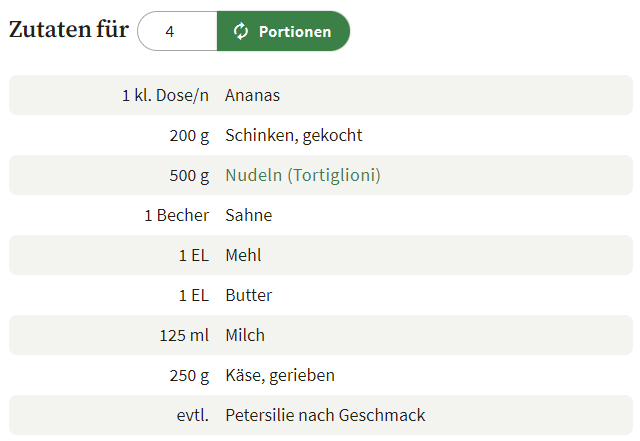 Zutaten für 4 Portionen
1 kl. Dose/n Ananas
200 g Schinken, gekocht
500 g Nudeln (Tortiglioni)
1 Becher Sahne
1 EL Mehl
1 EL Butter
125 ml Milch
250 g Käse, gerieben
evtl. Petersilie nach Geschmack